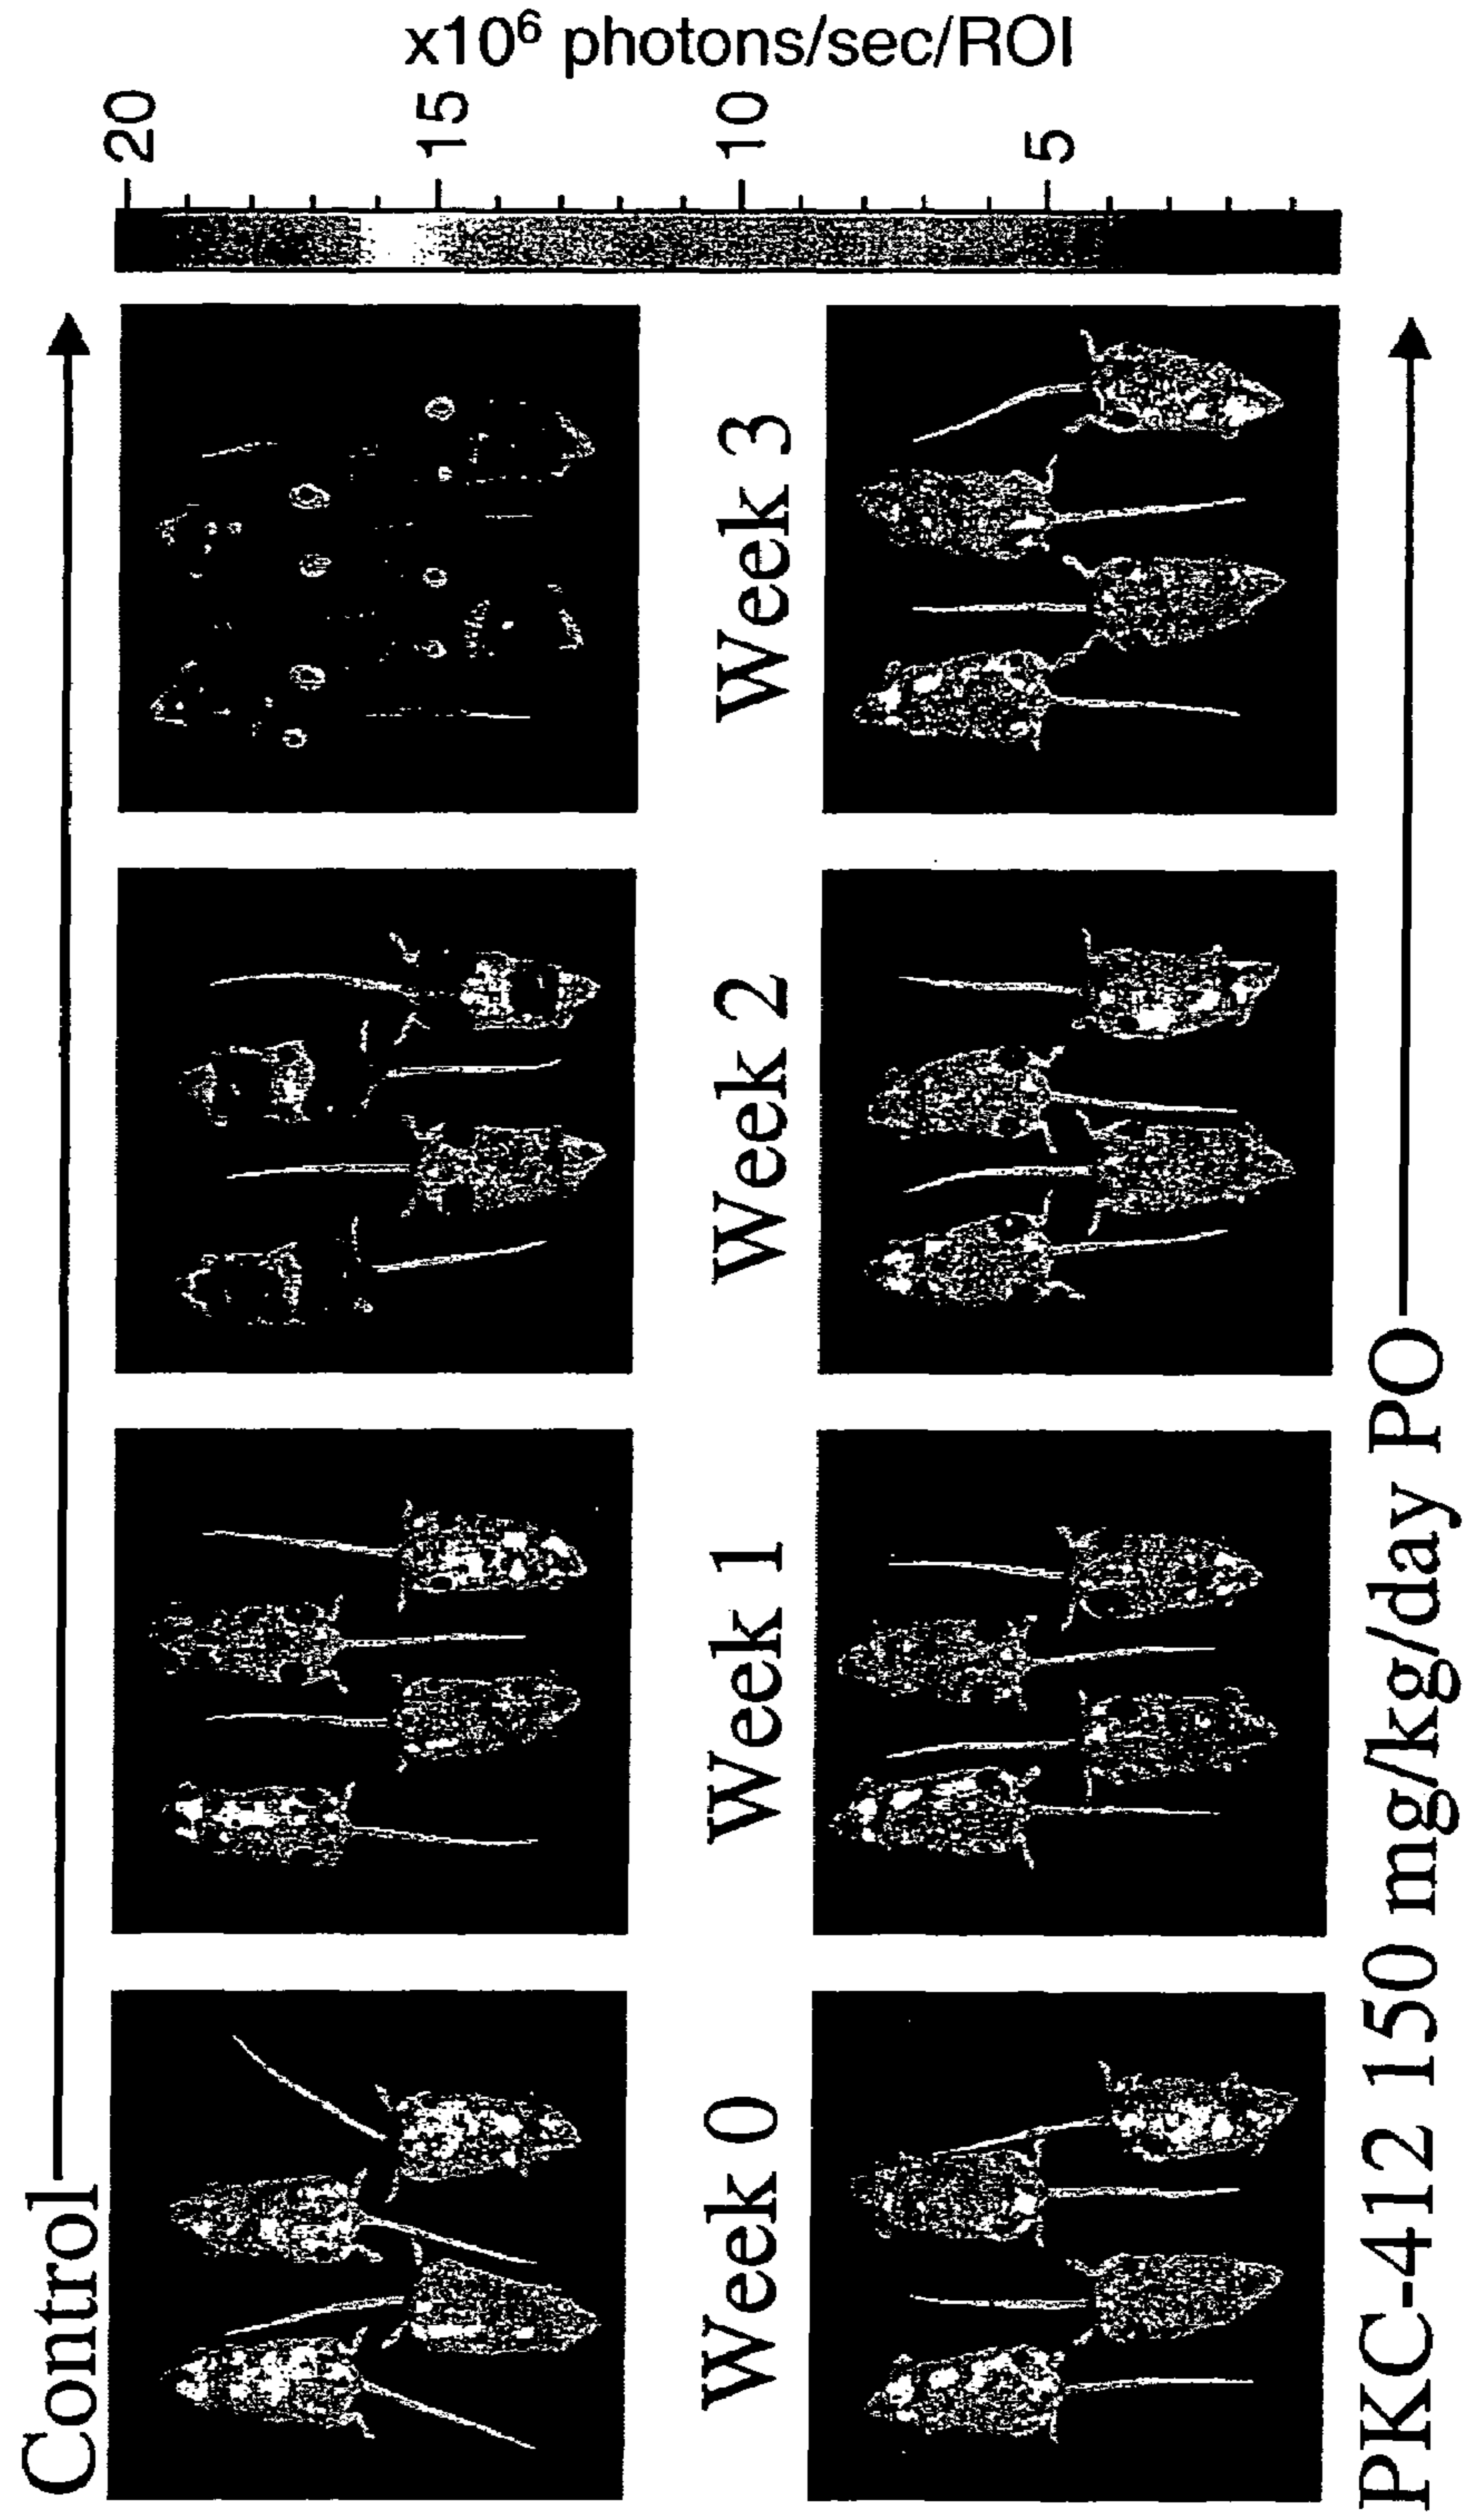 Control
Week 0
Week 1
Week 2
Week 3
PKC-412 150 mg/kg/day PO
20
15
10
5
x10⁶ photons/sec/ROI